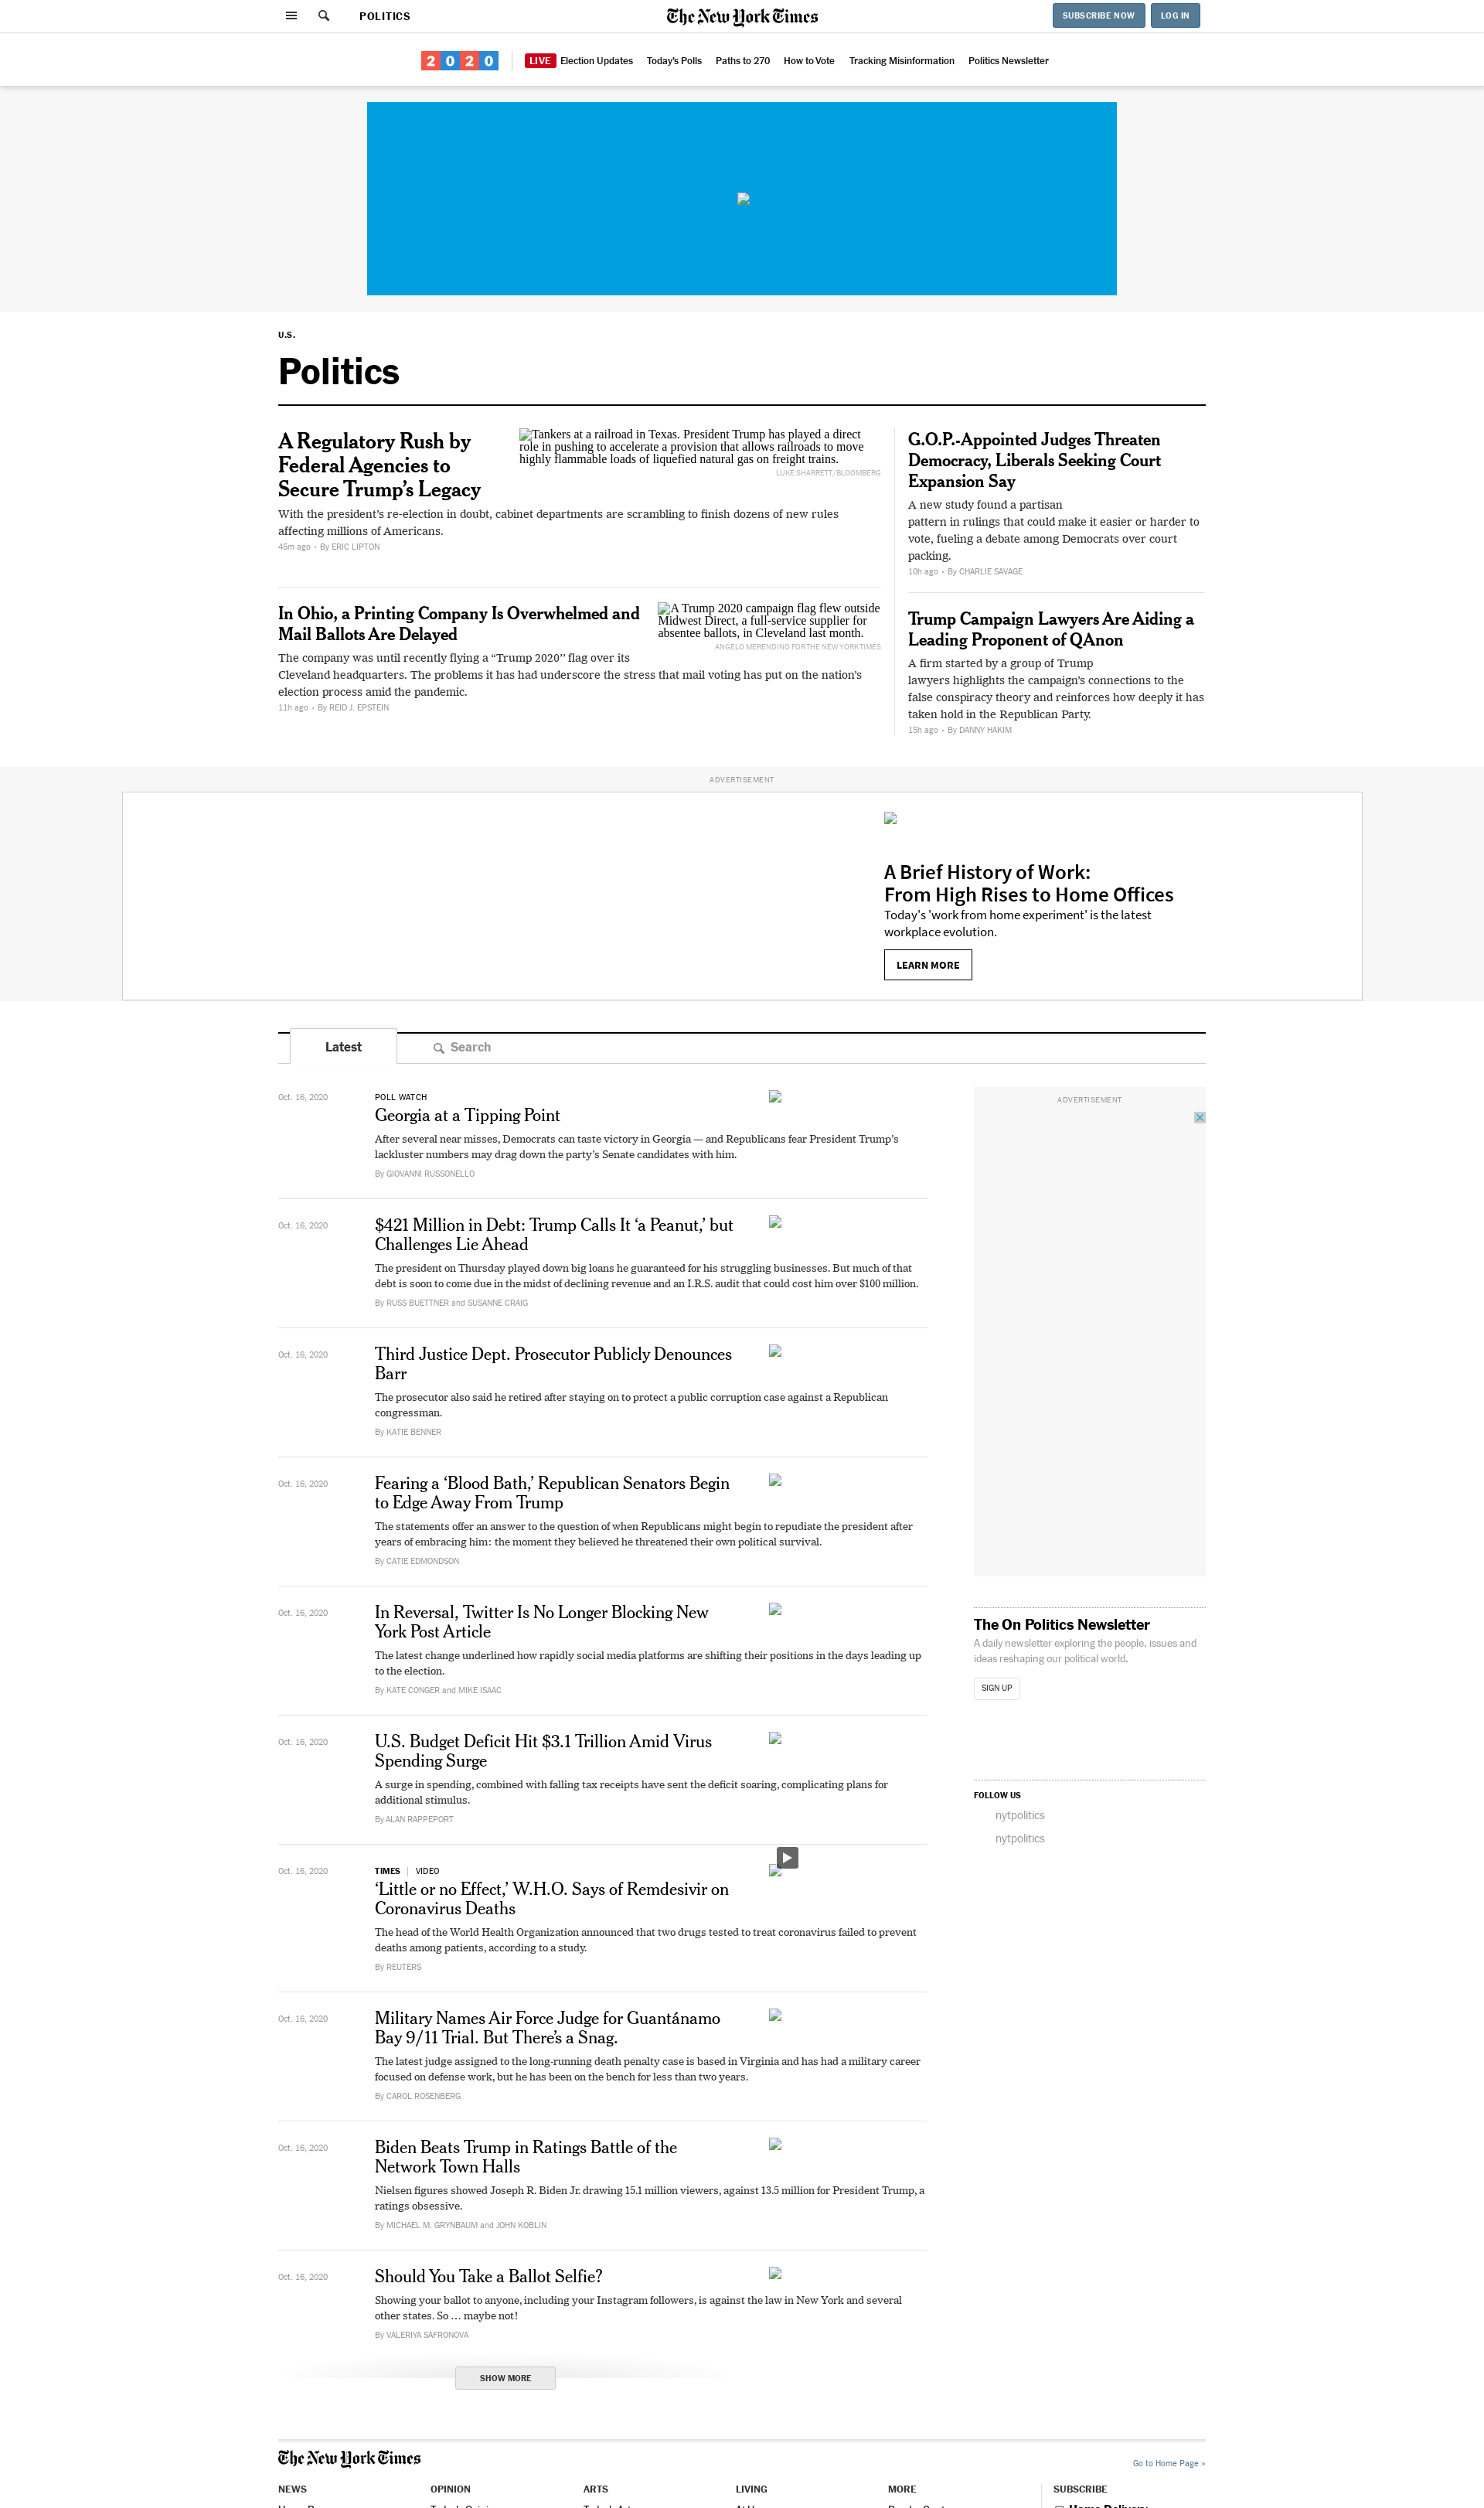 POLITICS
The New York Times
SUBSCRIBE NOW
LOG IN
2020
LIVE Election Updates
Today's Polls
Paths to 270
How to Vote
Tracking Misinformation
Politics Newsletter
U.S.
Politics
A Regulatory Rush by
Federal Agencies to
Secure Trump’s Legacy
Tankers at a railroad in Texas. President Trump has played a direct
role in pushing to accelerate a provision that allows railroads to move
highly flammable loads of liquefied natural gas on freight trains.
LUKE SHARRETT/BLOOMBERG
With the president’s re-election in doubt, cabinet departments are scrambling to finish dozens of new rules
affecting millions of Americans.
45m ago • By ERIC LIPTON
In Ohio, a Printing Company Is Overwhelmed and
Mail Ballots Are Delayed
A Trump 2020 campaign flag flew outside
Midwest Direct, a full-service supplier for
absentee ballots, in Cleveland last month.
ANGELO MERENDINO FOR THE NEW YORK TIMES
The company was until recently flying a “Trump 2020” flag over its
Cleveland headquarters. The problems it has had underscore the stress that mail voting has put on the nation’s
election process amid the pandemic.
11h ago • By REID J. EPSTEIN
G.O.P.-Appointed Judges Threaten
Democracy, Liberals Seeking Court
Expansion Say
A new study found a partisan
pattern in rulings that could make it easier or harder to
vote, fueling a debate among Democrats over court
packing.
10h ago • By CHARLIE SAVAGE
Trump Campaign Lawyers Are Aiding a
Leading Proponent of QAnon
A firm started by a group of Trump
lawyers highlights the campaign’s connections to the
false conspiracy theory and reinforces how deeply it has
taken hold in the Republican Party.
15h ago • By DANNY HAKIM
ADVERTISEMENT
A Brief History of Work:
From High Rises to Home Offices
Today's 'work from home experiment' is the latest
workplace evolution.
LEARN MORE
Latest
Search
Oct. 16, 2020
POLL WATCH
Georgia at a Tipping Point
After several near misses, Democrats can taste victory in Georgia — and Republicans fear President Trump’s
lackluster numbers may drag down the party’s Senate candidates with him.
By GIOVANNI RUSSONELLO
Oct. 16, 2020
$421 Million in Debt: Trump Calls It ‘a Peanut,’ but
Challenges Lie Ahead
The president on Thursday played down big loans he guaranteed for his struggling businesses. But much of that
debt is soon to come due in the midst of declining revenue and an I.R.S. audit that could cost him over $100 million.
By RUSS BUETTNER and SUSANNE CRAIG
Oct. 16, 2020
Third Justice Dept. Prosecutor Publicly Denounces
Barr
The prosecutor also said he retired after staying on to protect a public corruption case against a Republican
congressman.
By KATIE BENNER
Oct. 16, 2020
Fearing a ‘Blood Bath,’ Republican Senators Begin
to Edge Away From Trump
The statements offer an answer to the question of when Republicans might begin to repudiate the president after
years of embracing him: the moment they believed he threatened their own political survival.
By CATIE EDMONDSON
Oct. 16, 2020
In Reversal, Twitter Is No Longer Blocking New
York Post Article
The latest change underlined how rapidly social media platforms are shifting their positions in the days leading up
to the election.
By KATE CONGER and MIKE ISAAC
Oct. 16, 2020
U.S. Budget Deficit Hit $3.1 Trillion Amid Virus
Spending Surge
A surge in spending, combined with falling tax receipts have sent the deficit soaring, complicating plans for
additional stimulus.
By ALAN RAPPEPORT
Oct. 16, 2020
TIMES | VIDEO
‘Little or no Effect,’ W.H.O. Says of Remdesivir on
Coronavirus Deaths
The head of the World Health Organization announced that two drugs tested to treat coronavirus failed to prevent
deaths among patients, according to a study.
By REUTERS
Oct. 16, 2020
Military Names Air Force Judge for Guantánamo
Bay 9/11 Trial. But There’s a Snag.
The latest judge assigned to the long-running death penalty case is based in Virginia and has had a military career
focused on defense work, but he has been on the bench for less than two years.
By CAROL ROSENBERG
Oct. 16, 2020
Biden Beats Trump in Ratings Battle of the
Network Town Halls
Nielsen figures showed Joseph R. Biden Jr. drawing 15.1 million viewers, against 13.5 million for President Trump, a
ratings obsessive.
By MICHAEL M. GRYNBAUM and JOHN KOBLIN
Oct. 16, 2020
Should You Take a Ballot Selfie?
Showing your ballot to anyone, including your Instagram followers, is against the law in New York and several
other states. So … maybe not!
By VALERIYA SAFRONOVA
SHOW MORE
ADVERTISEMENT
The On Politics Newsletter
A daily newsletter exploring the people, issues and
ideas reshaping our political world.
SIGN UP
FOLLOW US
nytpolitics
nytpolitics
The New York Times
Go to Home Page »
NEWS
OPINION
ARTS
LIVING
MORE
SUBSCRIBE